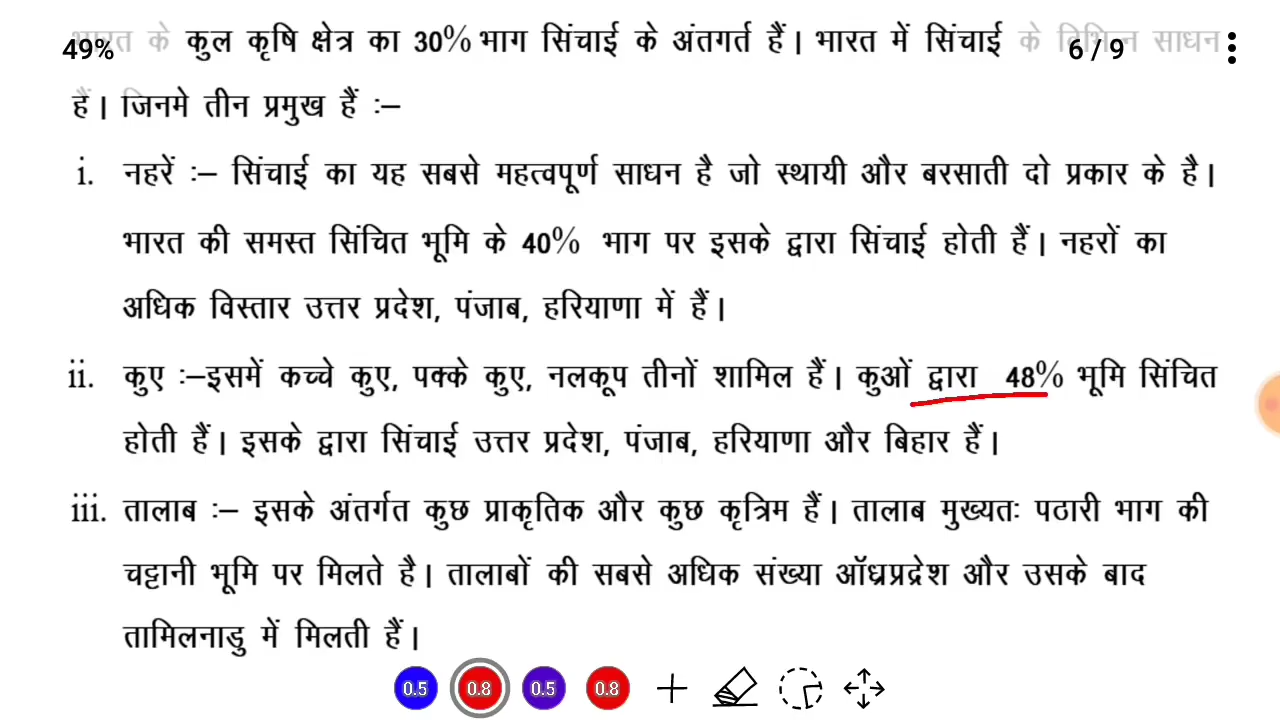 भारत के कुल कृषि क्षेत्र का 30% भाग सिंचाई के अंतगर्त हैं। भारत में सिंचाई के विभिन्न साधन
49%
6 / 9
हैं। जिनमे तीन प्रमुख हैं :–
i. नहरें :– सिंचाई का यह सबसे महत्वपूर्ण साधन है जो स्थायी और बरसाती दो प्रकार के है।
भारत की समस्त सिंचित भूमि के 40% भाग पर इसके द्वारा सिंचाई होती हैं। नहरों का
अधिक विस्तार उत्तर प्रदेश, पंजाब, हरियाणा में हैं।
ii. कुए :–इसमें कच्चे कुए, पक्के कुए, नलकूप तीनों शामिल हैं। कुओं द्वारा 48% भूमि सिंचित
होती हैं। इसके द्वारा सिंचाई उत्तर प्रदेश, पंजाब, हरियाणा और बिहार हैं।
iii. तालाब :– इसके अंतर्गत कुछ प्राकृतिक और कुछ कृत्रिम हैं। तालाब मुख्यतः पठारी भाग की
चट्टानी भूमि पर मिलते है। तालाबों की सबसे अधिक संख्या ऑध्रप्रद्रेश और उसके बाद
तामिलनाडु में मिलती हैं।
0.5 0.8 0.5 0.8